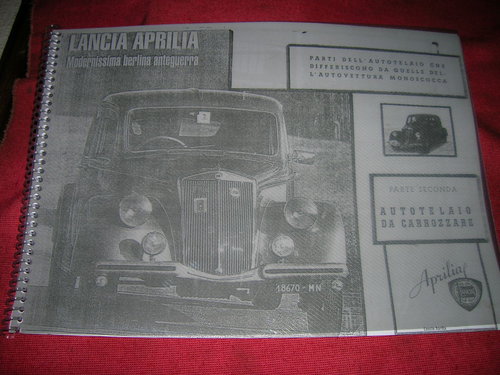 LANCIA APRILIA
Modernissima berlina anteguerra
PARTI DELL'AUTOTELAIO CHE
DIFFERISCONO DA QUELLE DEL-
L'AUTOVETTURA MONOSCOCCA
PARTE SECONDA
AUTOTELAIO
DA CARROZZARE
Aprilia
18670 - MN